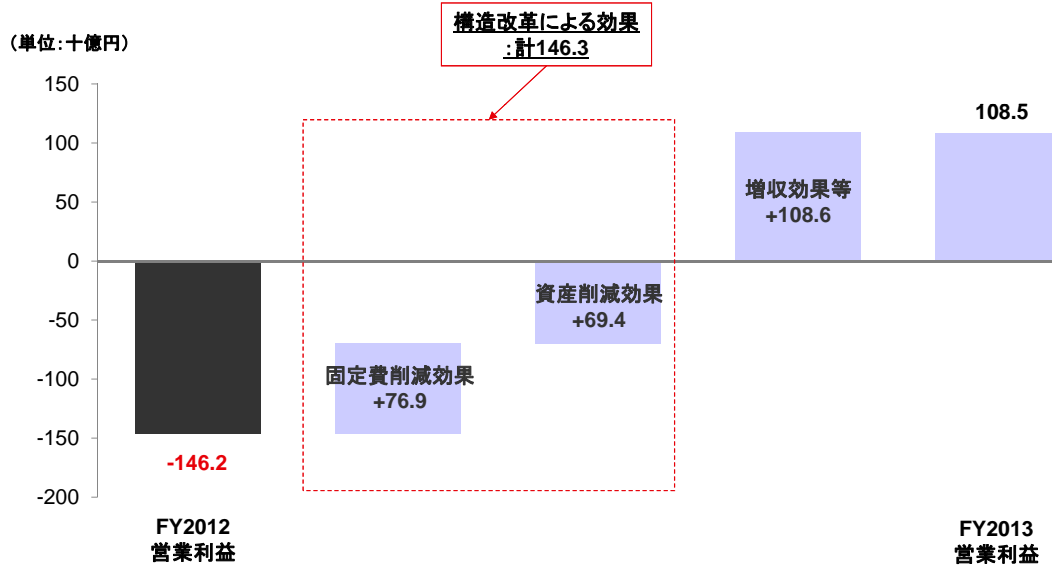 構造改革による効果
:計146.3
（単位:十億円）
150
100
50
0
-50
-100
-150
-200
108.5
増収効果等
+108.6
資産削減効果
+69.4
固定費削減効果
+76.9
-146.2
FY2012
営業利益
FY2013
営業利益